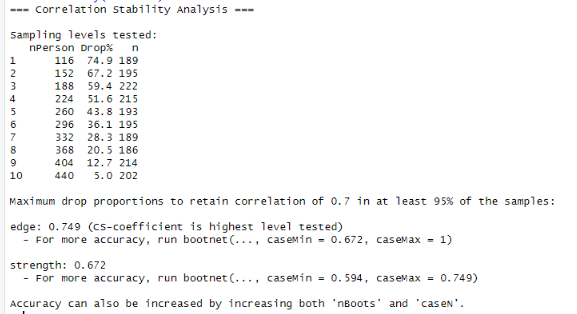 === Correlation Stability Analysis ===
Sampling levels tested:
nPerson Drop% n
1 116 74.9 189
2 152 67.2 195
3 188 59.4 222
4 224 51.6 215
5 260 43.8 193
6 296 36.1 195
7 332 28.3 189
8 368 20.5 186
9 404 12.7 214
10 440 5.0 202
Maximum drop proportions to retain correlation of 0.7 in at least 95% of the samples:
edge: 0.749 (CS-coefficient is highest level tested)
- For more accuracy, run bootnet(..., caseMin = 0.672, caseMax = 1)
strength: 0.672
- For more accuracy, run bootnet(..., caseMin = 0.594, caseMax = 0.749)
Accuracy can also be increased by increasing both 'nBoots' and 'caseN'.